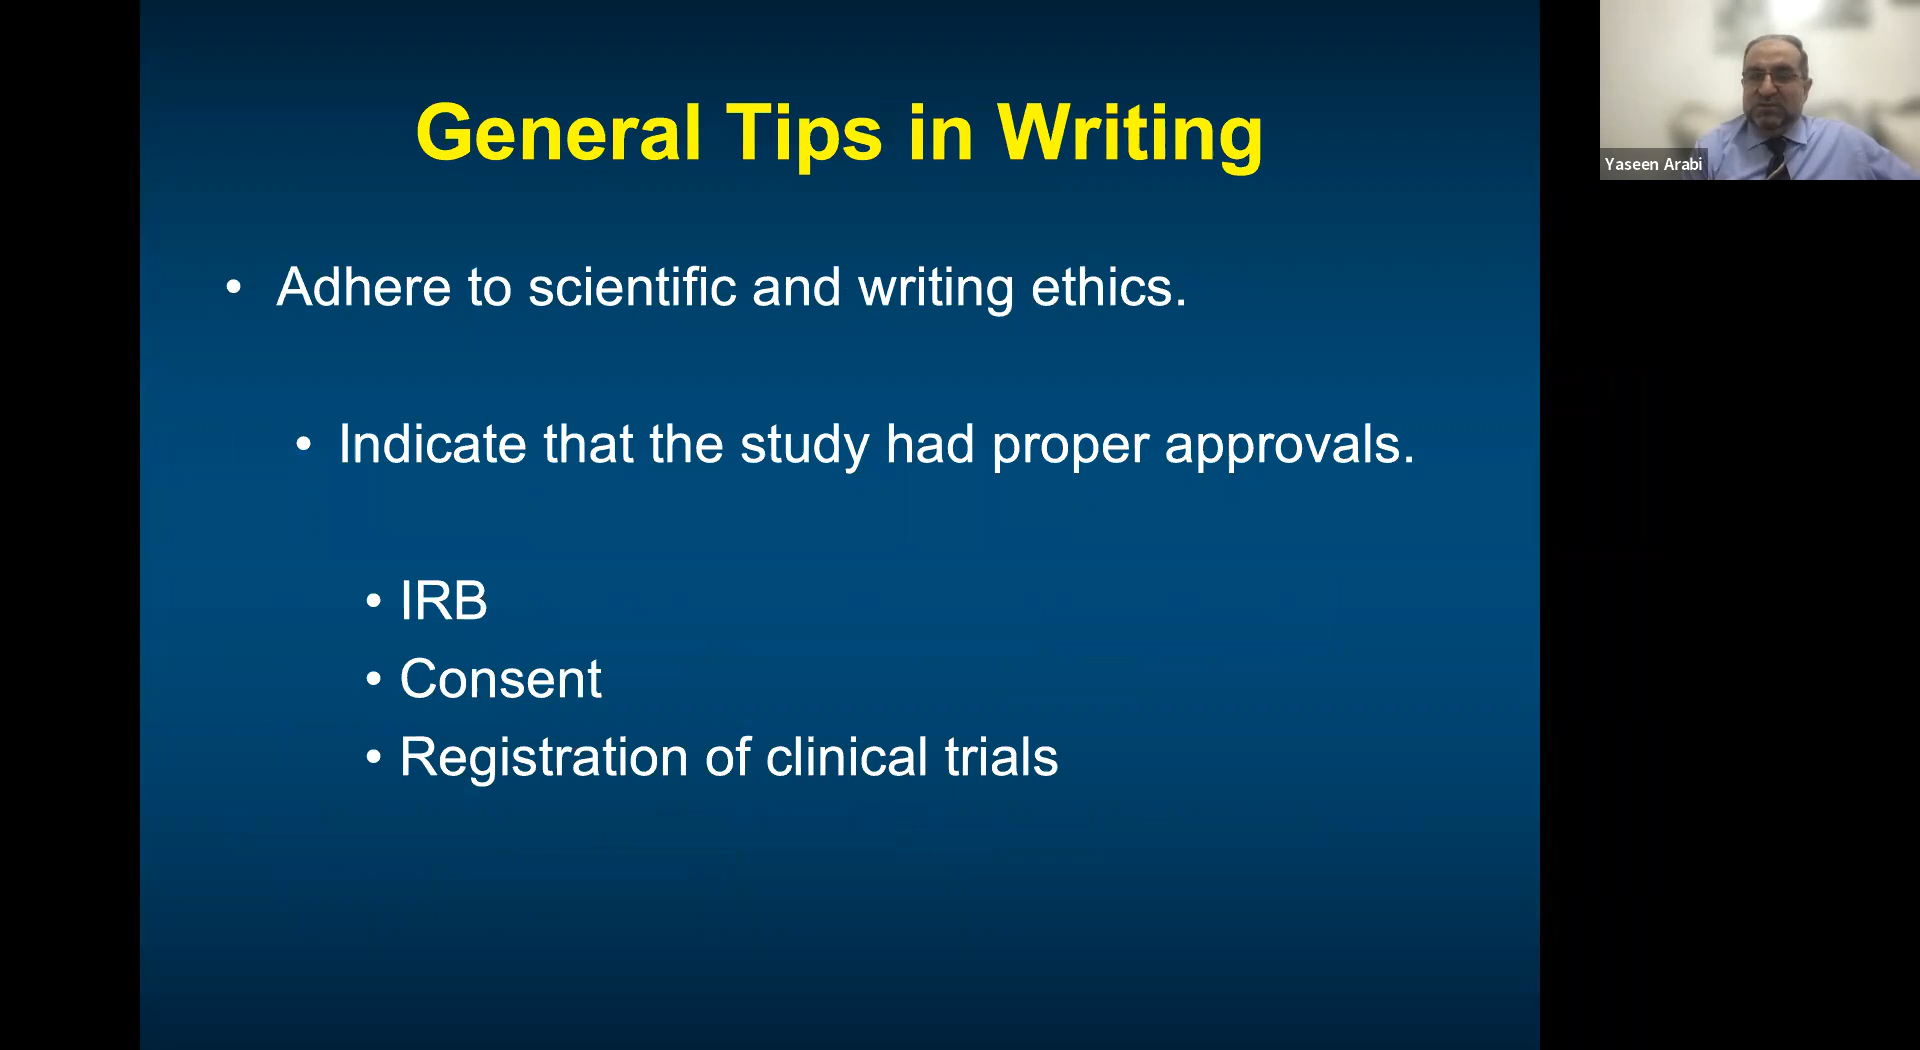 General Tips in Writing
• Adhere to scientific and writing ethics.
• Indicate that the study had proper approvals.
• IRB
• Consent
• Registration of clinical trials
Yaseen Arabi